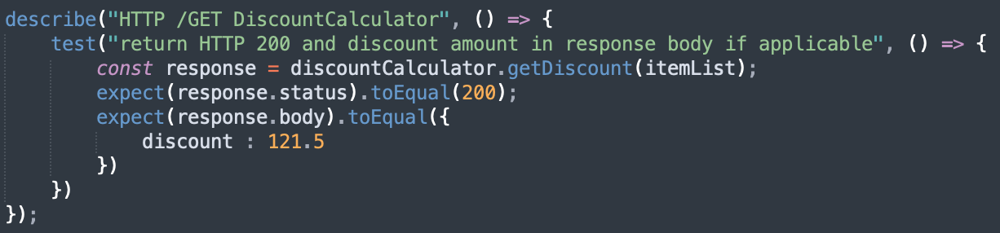 describe("HTTP /GET DiscountCalculator", () => {
    test("return HTTP 200 and discount amount in response body if applicable", () => {
        const response = discountCalculator.getDiscount(itemList);
        expect(response.status).toEqual(200);
        expect(response.body).toEqual({
            discount : 121.5
        })
    })
});